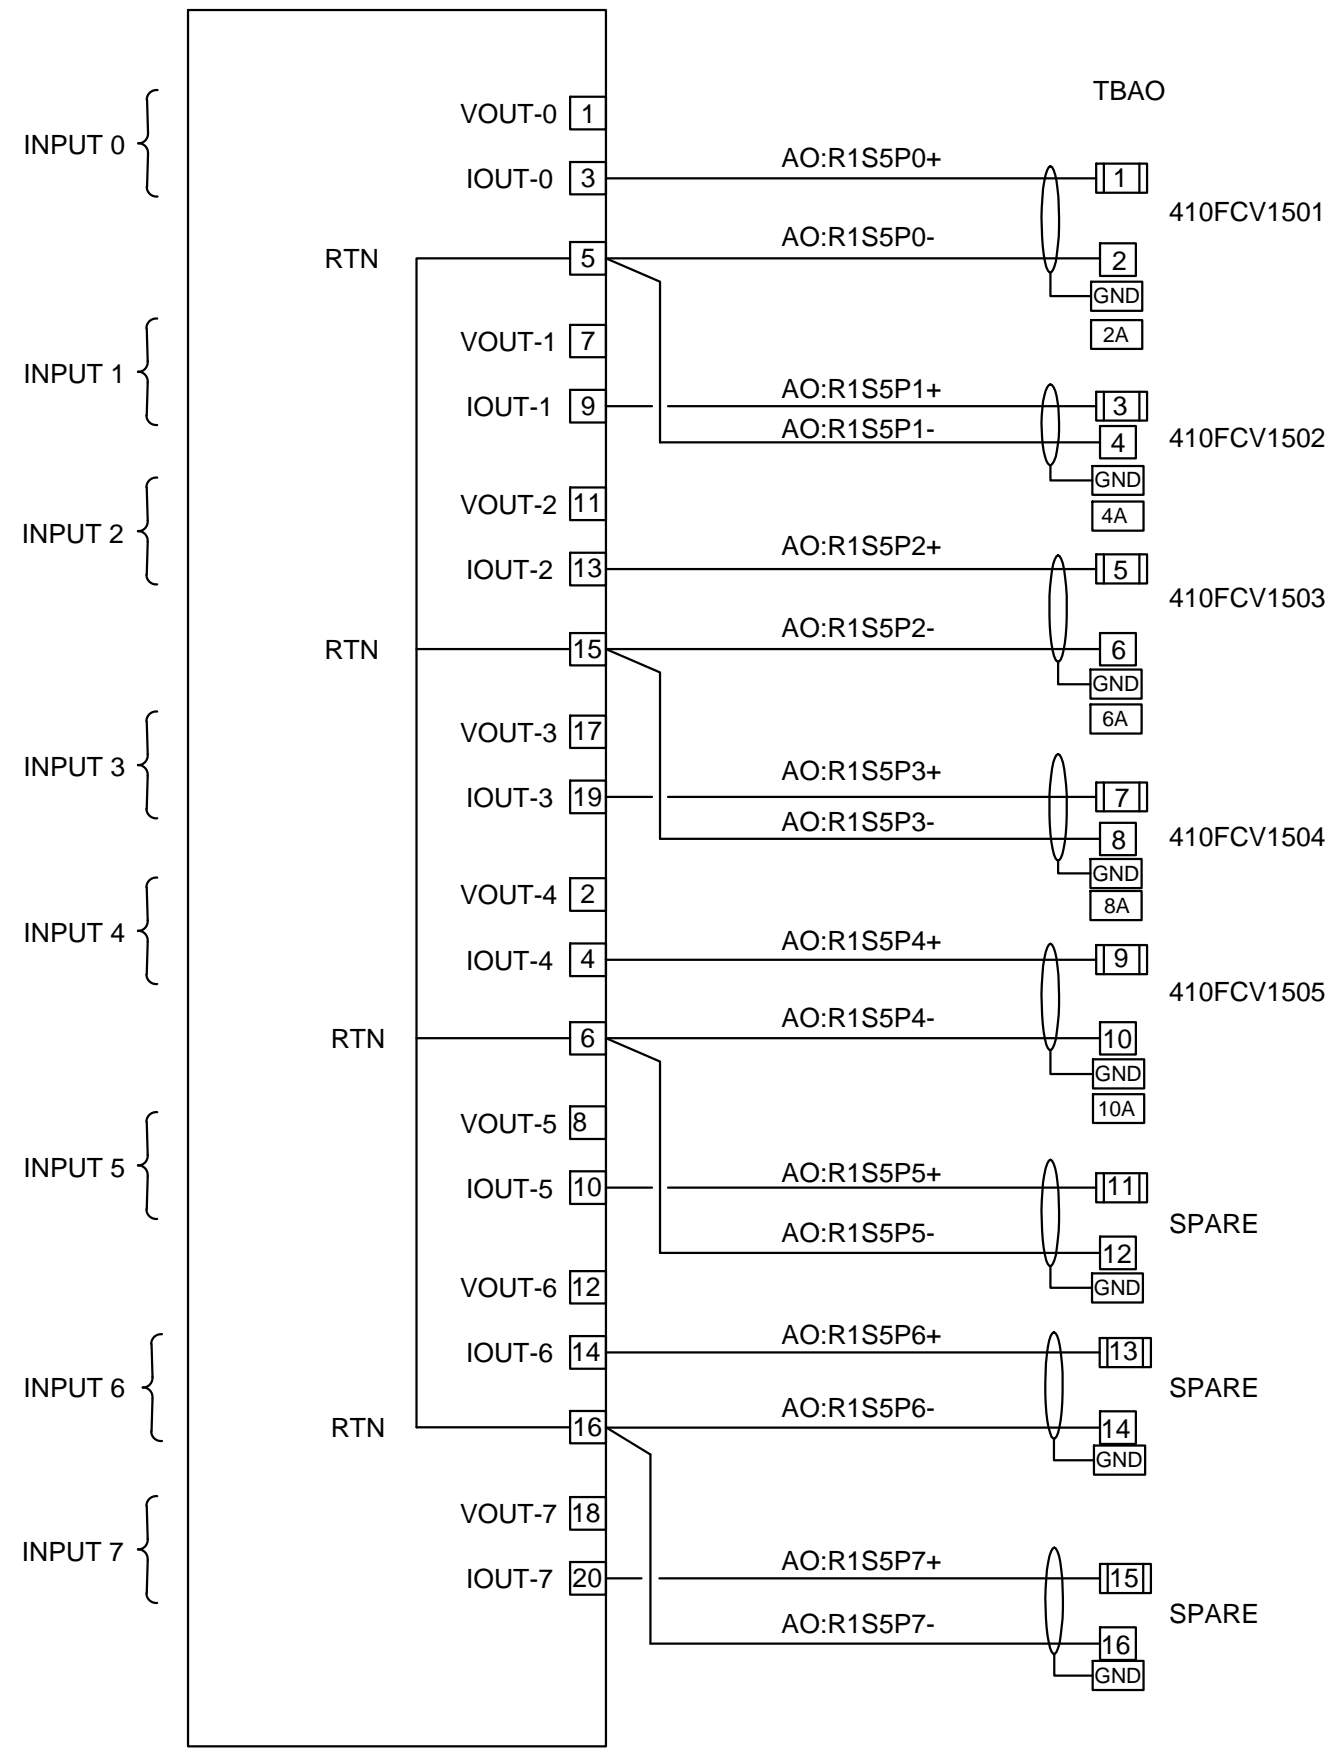 TBAO
INPUT 0
VOUT-0 1
IOUT-0 3 AO:R1S5P0+ 1
410FCV1501
RTN 5 AO:R1S5P0- 2
GND
2A
INPUT 1
VOUT-1 7
IOUT-1 9 AO:R1S5P1+ 3
AO:R1S5P1- 4 410FCV1502
GND
4A
INPUT 2
VOUT-2 11
IOUT-2 13 AO:R1S5P2+ 5
410FCV1503
RTN 15 AO:R1S5P2- 6
GND
6A
INPUT 3
VOUT-3 17
IOUT-3 19 AO:R1S5P3+ 7
AO:R1S5P3- 8 410FCV1504
GND
8A
INPUT 4
VOUT-4 2
IOUT-4 4 AO:R1S5P4+ 9
410FCV1505
RTN 6 AO:R1S5P4- 10
GND
10A
INPUT 5
VOUT-5 8
IOUT-5 10 AO:R1S5P5+ 11
SPARE
AO:R1S5P5- 12
GND
INPUT 6
VOUT-6 12
IOUT-6 14 AO:R1S5P6+ 13
SPARE
RTN 16 AO:R1S5P6- 14
GND
INPUT 7
VOUT-7 18
IOUT-7 20 AO:R1S5P7+ 15
SPARE
AO:R1S5P7- 16
GND